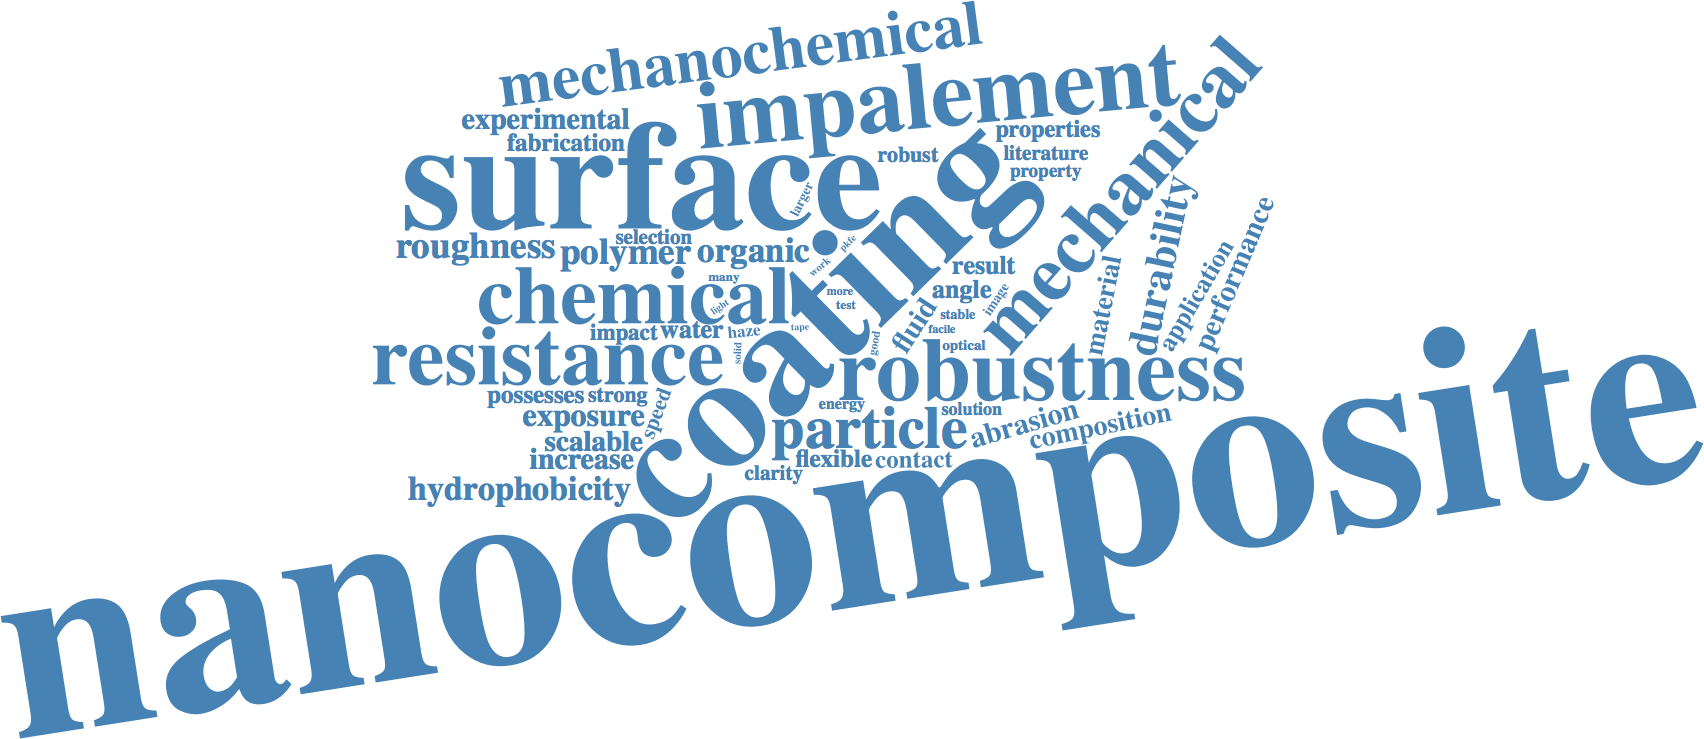 mechanochemical
impalement
mechanical
experimental
fabrication
surface
robust
properties
literature
property
larger
coating
durability
performance
application
material
roughness
selection
polymer
organic
pkfe
work
result
many
chemical
light
more
test
angle
image
fluid
stable
facile
optical
impact
water
haze
tape
solid
good
resistance
robustness
possesses
strong
speed
energy
exposure
particle
solution
abrasion
composition
scalable
increase
clarity
flexible
contact
hydrophobicity
nanocomposite